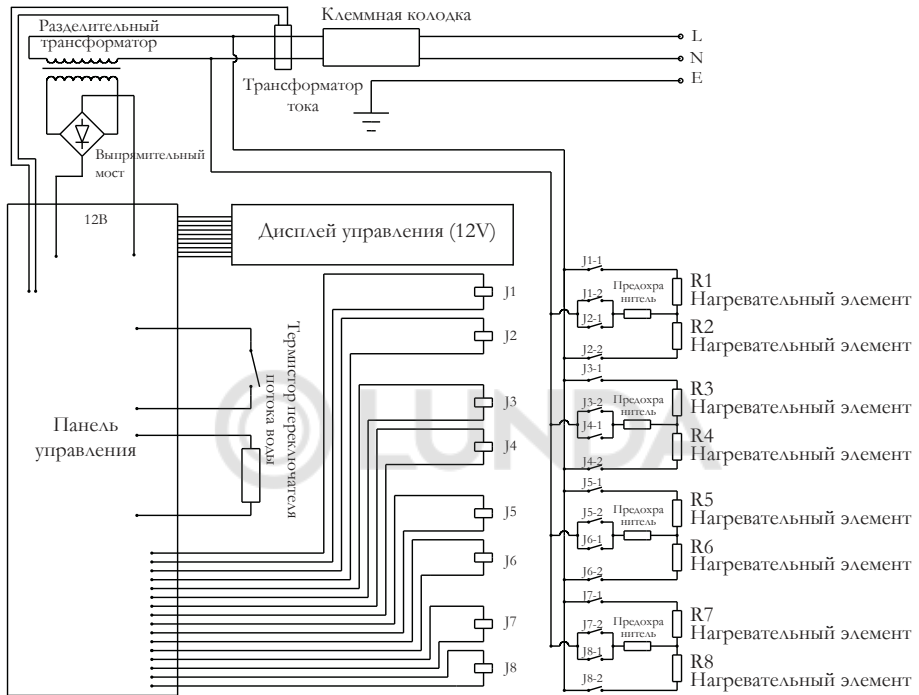 Разделительный
трансформатор
Клеммная колодка
L
N
E
Трансформатор
тока
Выпрямительный
мост
12В
Дисплей управления (12V)
Панель
управления
Термистор переключателя
потока воды
J1
J2
J3
J4
J5
J6
J7
J8
LUNDA
J1-1
J1-2
J2-1
J2-2
Предохра
нитель
R1
Нагревательный элемент
R2
Нагревательный элемент
J3-1
J3-2
J4-1
J4-2
Предохра
нитель
R3
Нагревательный элемент
R4
Нагревательный элемент
J5-1
J5-2
J6-1
J6-2
Предохра
нитель
R5
Нагревательный элемент
R6
Нагревательный элемент
J7-1
J7-2
J8-1
J8-2
Предохра
нитель
R7
Нагревательный элемент
R8
Нагревательный элемент